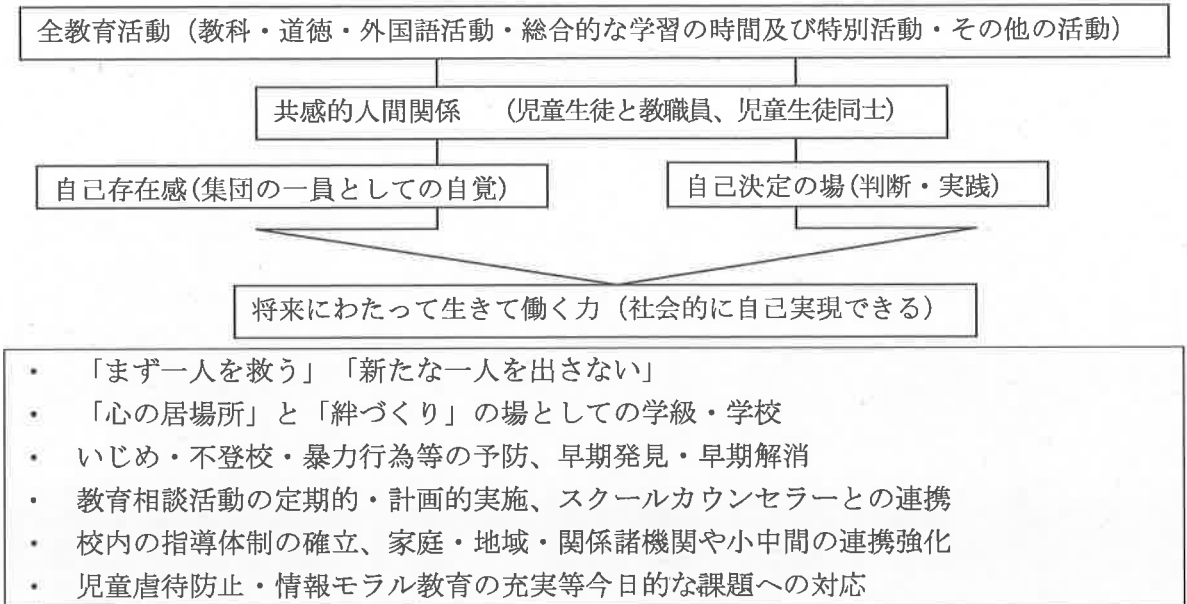 全教育活動（教科・道徳・外国語活動・総合的な学習の時間及び特別活動・その他の活動）
共感的人間関係　（児童生徒と教職員、児童生徒同士）
自己存在感(集団の一員としての自覚)
自己決定の場(判断・実践)
将来にわたって生きて働く力（社会的に自己実現できる）
・　「まず一人を救う」「新たな一人を出さない」
・　「心の居場所」と「絆づくり」の場としての学級・学校
・　いじめ・不登校・暴力行為等の予防、早期発見・早期解消
・　教育相談活動の定期的・計画的実施、スクールカウンセラーとの連携
・　校内の指導体制の確立、家庭・地域・関係諸機関や小中間の連携強化
・　児童虐待防止・情報モラル教育の充実等今日的な課題への対応